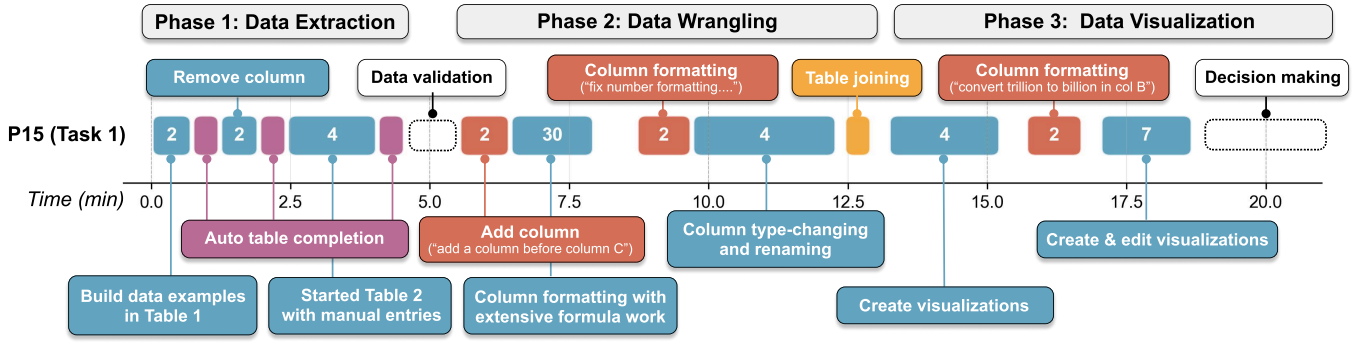 Phase 1: Data Extraction
Phase 2: Data Wrangling
Phase 3: Data Visualization
Remove column
Data validation
Column formatting
(“fix number formatting....”)
Table joining
Column formatting
(“convert trillion to billion in col B”)
Decision making
P15 (Task 1)
2
2
4
2
30
2
4
4
2
7
Time (min)
0.0
2.5
5.0
7.5
10.0
12.5
15.0
17.5
20.0
Auto table completion
Add column
(“add a column before column C”)
Column type-changing
and renaming
Create & edit visualizations
Build data examples
in Table 1
Started Table 2
with manual entries
Column formatting with
extensive formula work
Create visualizations